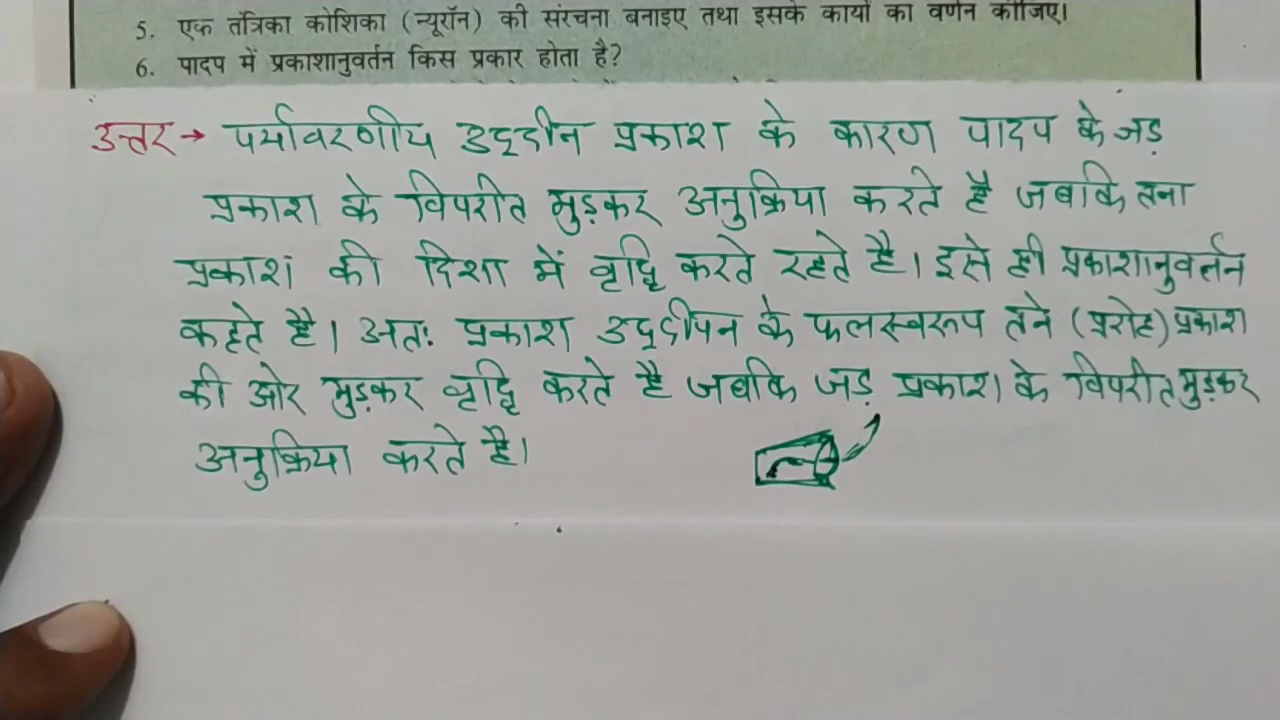 5. एक तंत्रिका कोशिका (न्यूरॉन) की संरचना बनाइए तथा इसके कार्यों का वर्णन कीजिए।
6. पादप में प्रकाशानुवर्तन किस प्रकार होता है?
उत्तर → पर्यावरणीय उद्दीन प्रकाश के कारण पादप के जड़
प्रकाश के विपरीत मुड़कर अनुक्रिया करते है जबकि तना
प्रकाश की दिशा में वृद्धि करते रहते है। इसे ही प्रकाशानुवर्तन
कहते है। अतः प्रकाश उद्दीपन के फलस्वरूप तने (प्ररोह) प्रकाश
की ओर मुड़कर वृद्धि करते है जबकि जड़ प्रकाश के विपरीत मुड़कर
अनुक्रिया करते है।